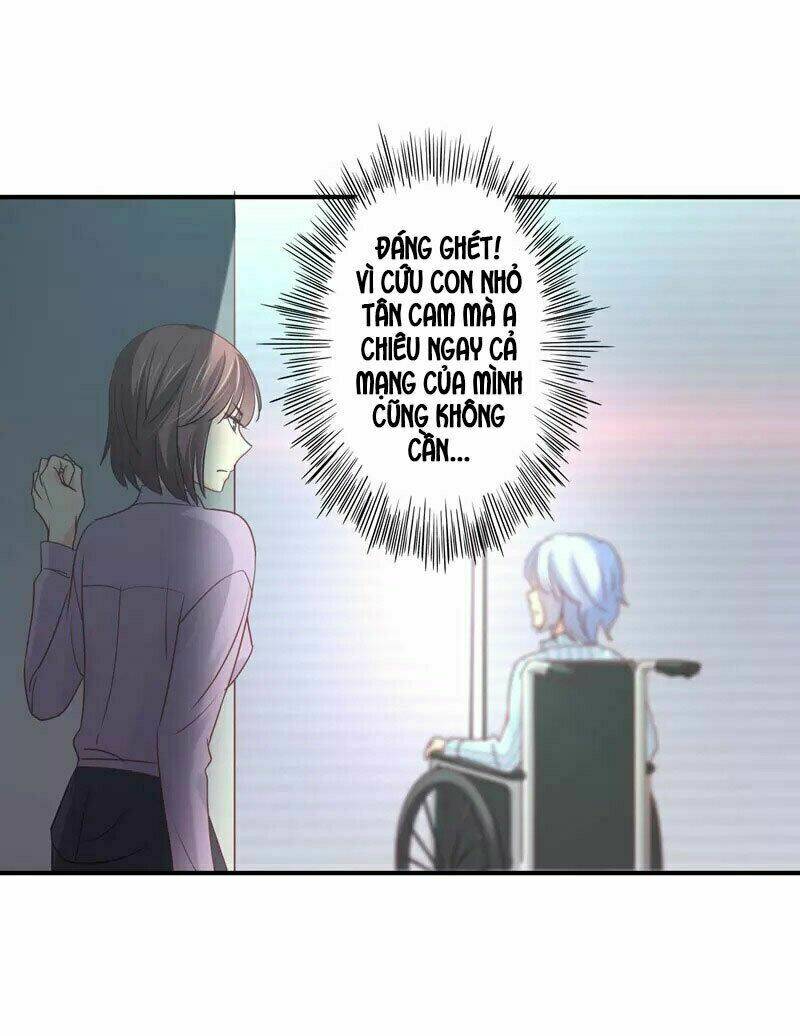 ĐÁNG GHÉT!
VÌ CỨU CON NHỎ
TÂN CAM MÀ A
CHIÊU NGAY CẢ
MẠNG CỦA MÌNH
CŨNG KHÔNG
CẦN...